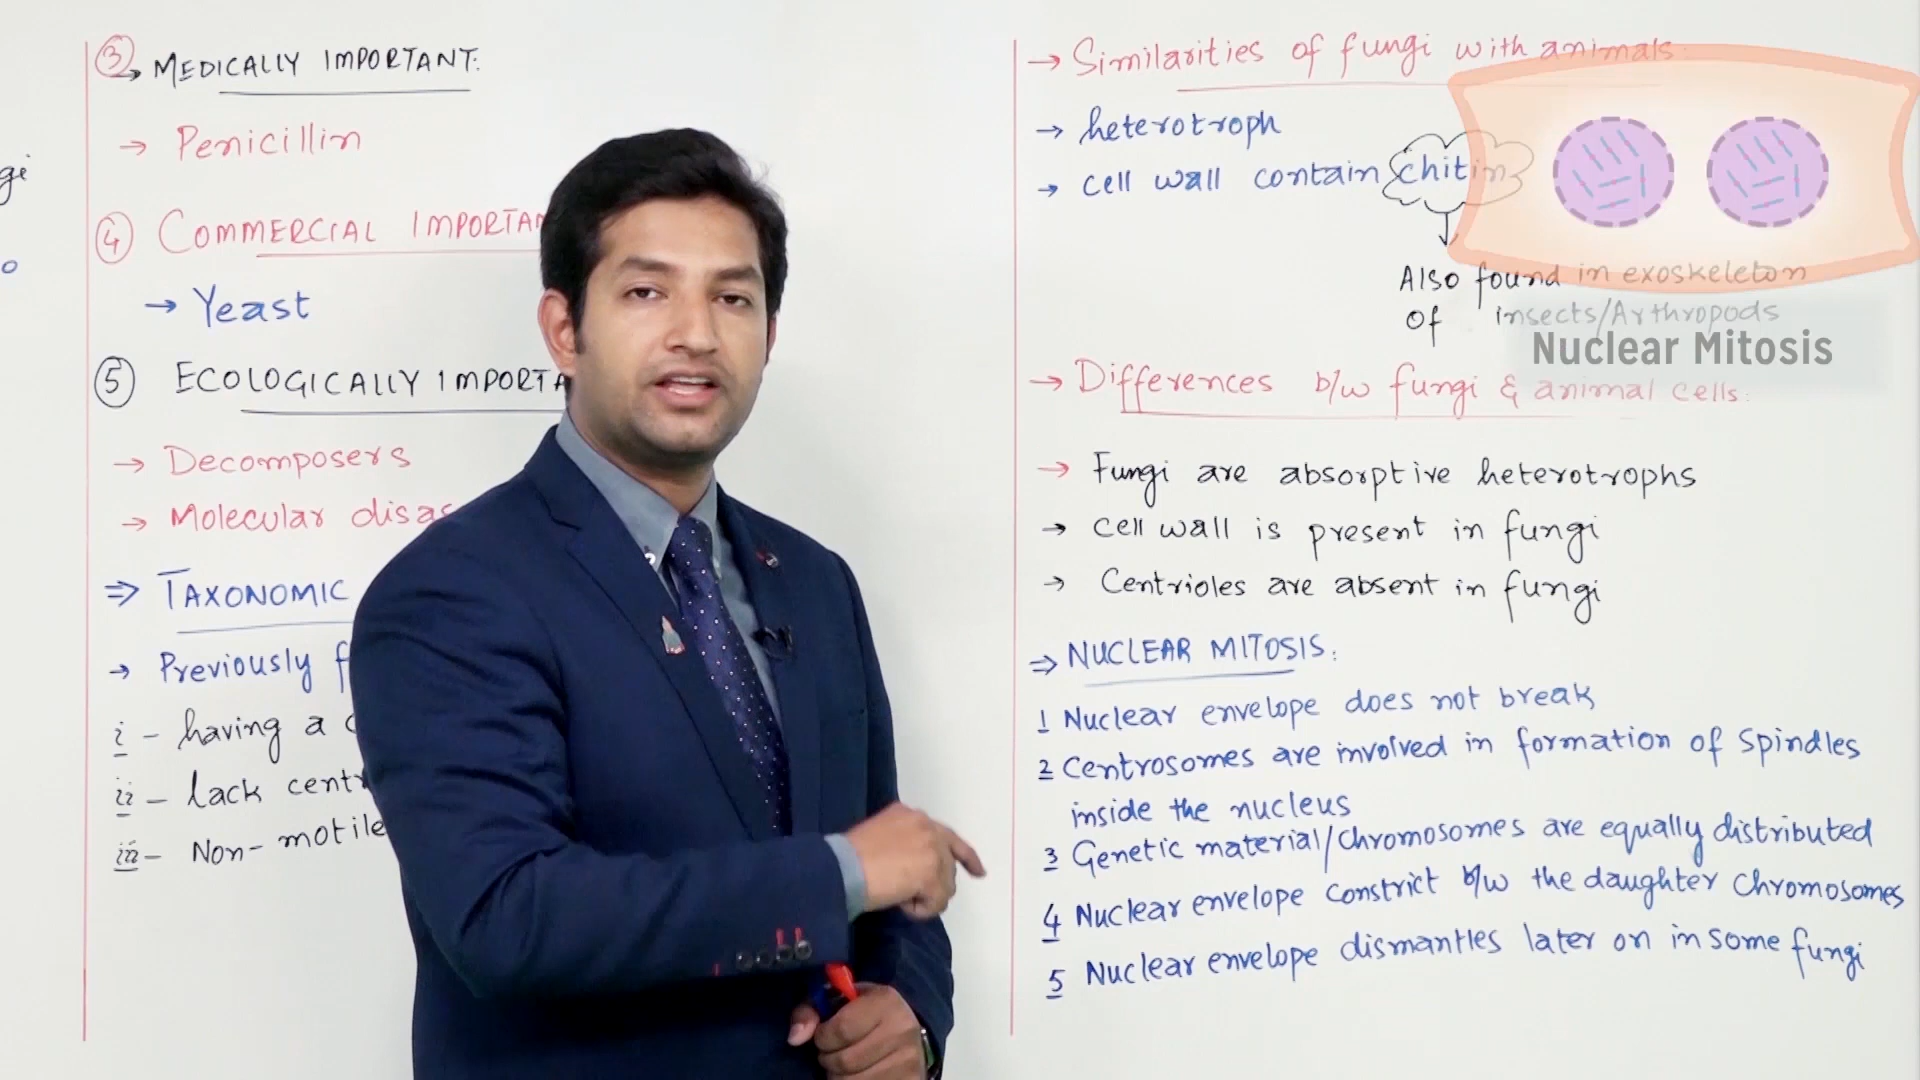 gi
③→ MEDICALLY IMPORTANT:
→ Penicillin
④ COMMERCIAL IMPORTAN
→ Yeast
⑤ ECOLOGICALLY IMPORTA
→ Decomposers
→ Molecular disas
⇒ TAXONOMIC
→ Previously f
i - having a c
ii - lack centr
iii - Non-motile
→ Similarities of fungi with animals:
→ heterotroph
→ cell wall contain chitin
Also found in exoskeleton
of insects/Arthropods
Nuclear Mitosis
→ Differences b/w fungi & animal cells:
→ Fungi are absorptive heterotrophs
→ cell wall is present in fungi
→ Centrioles are absent in fungi
⇒ NUCLEAR MITOSIS:
1 Nuclear envelope does not break
2 Centrosomes are involved in formation of Spindles
inside the nucleus
3 Genetic material/chromosomes are equally distributed
4 Nuclear envelope constrict b/w the daughter chromosomes
5 Nuclear envelope dismantles later on in some fungi